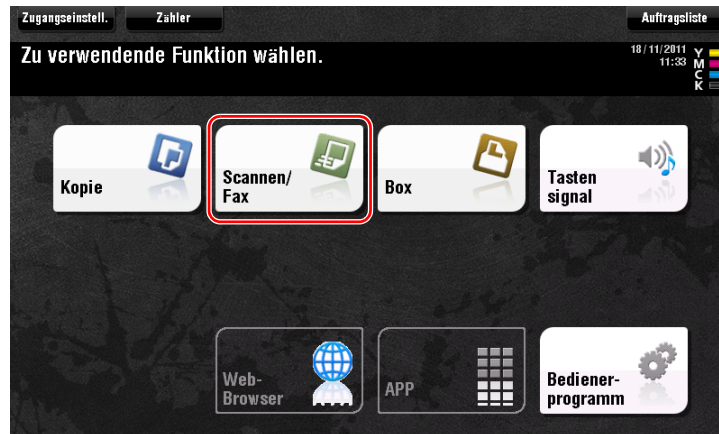 Zugangseinstell. Zähler Auftragsliste
Zu verwendende Funktion wählen.
18/11/2011
11:33
Y
M
C
K
Kopie
Scannen/
Fax
Box
Tasten
signal
Web-
Browser
APP
Bediener-
programm